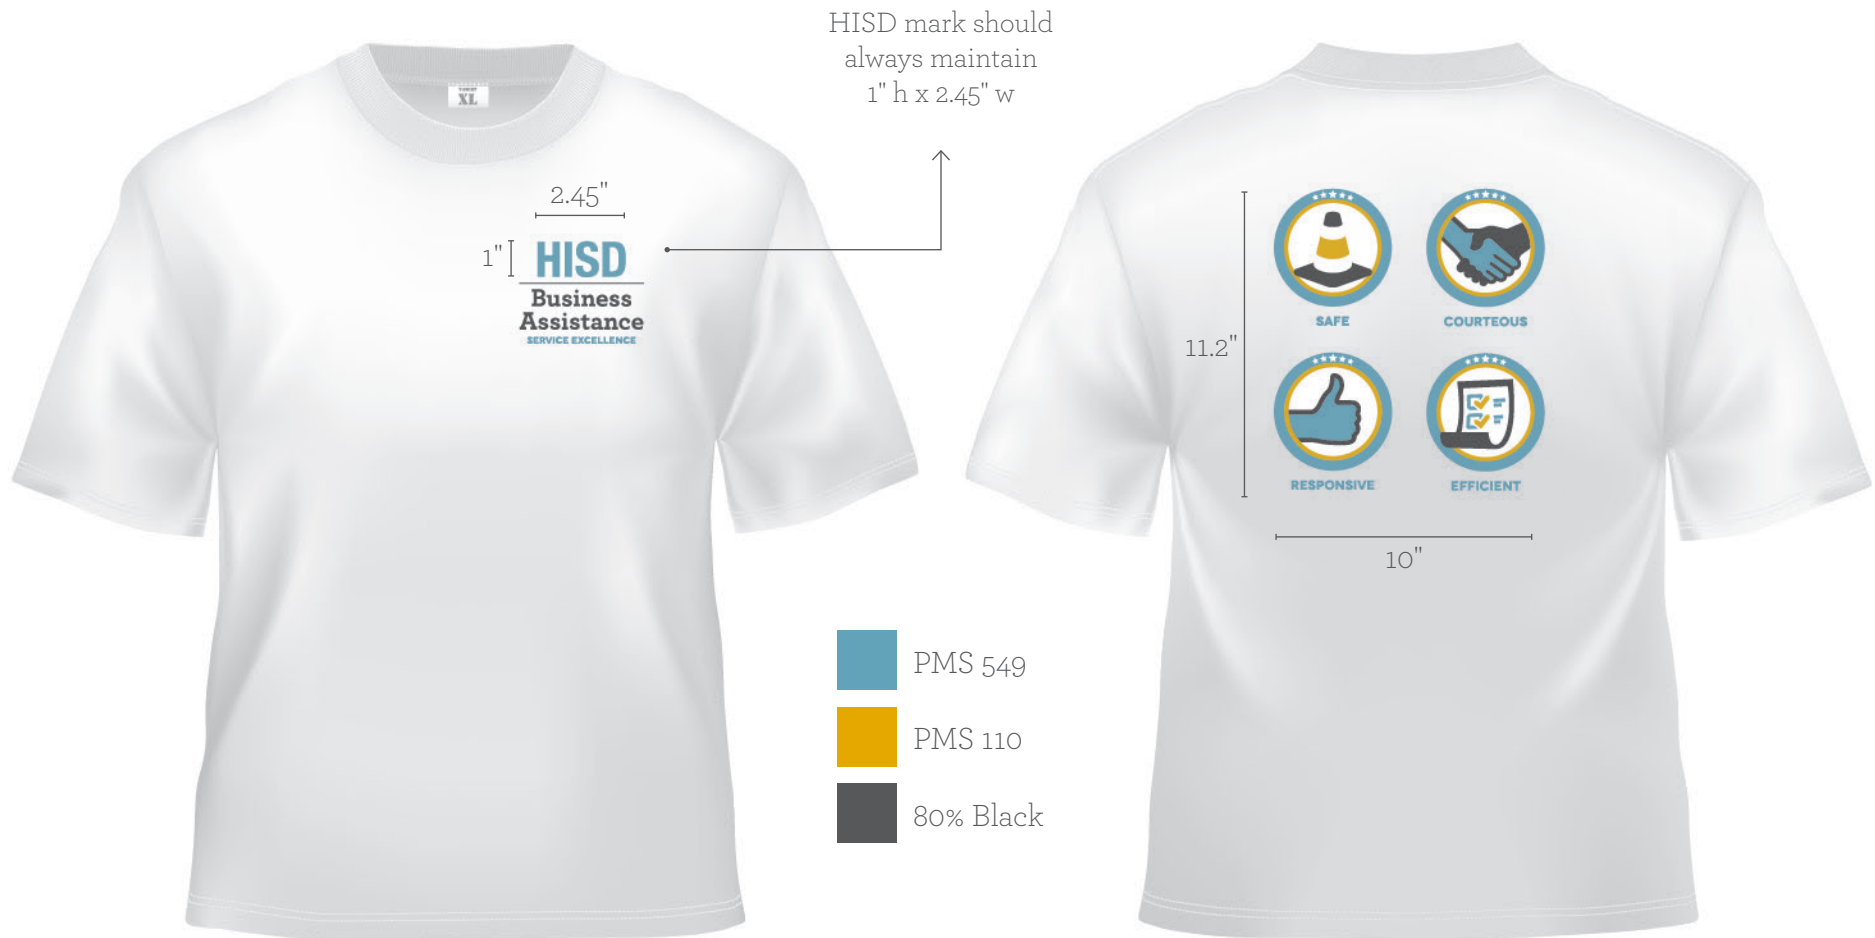 HISD mark should
always maintain
1" h x 2.45" w
XL
2.45"
1"
HISD
Business
Assistance
SERVICE EXCELLENCE
SAFE
COURTEOUS
11.2"
RESPONSIVE
EFFICIENT
10"
PMS 549
PMS 110
80% Black